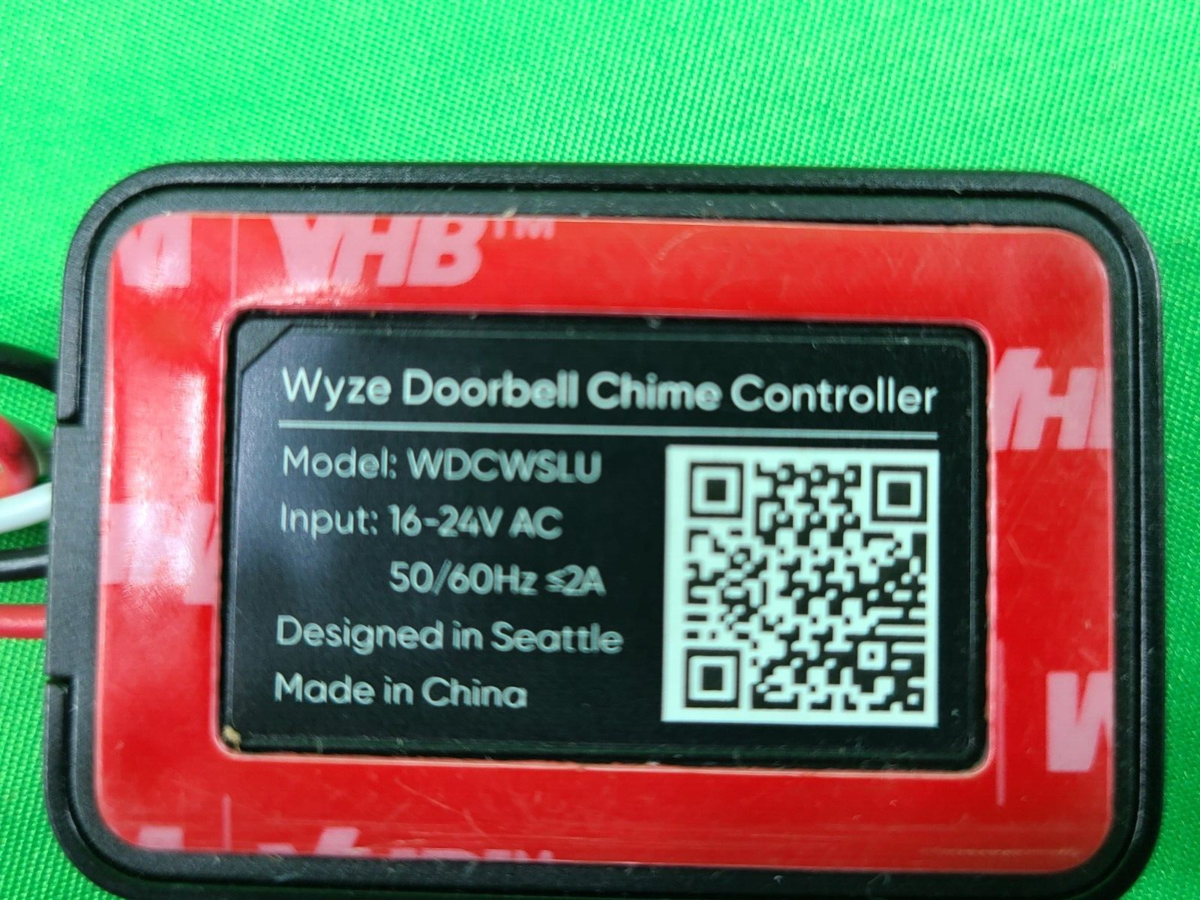 VHB™
Wyze Doorbell Chime Controller
Model: WDCWSLU
Input: 16-24V AC
50/60Hz ≤2A
Designed in Seattle
Made in China